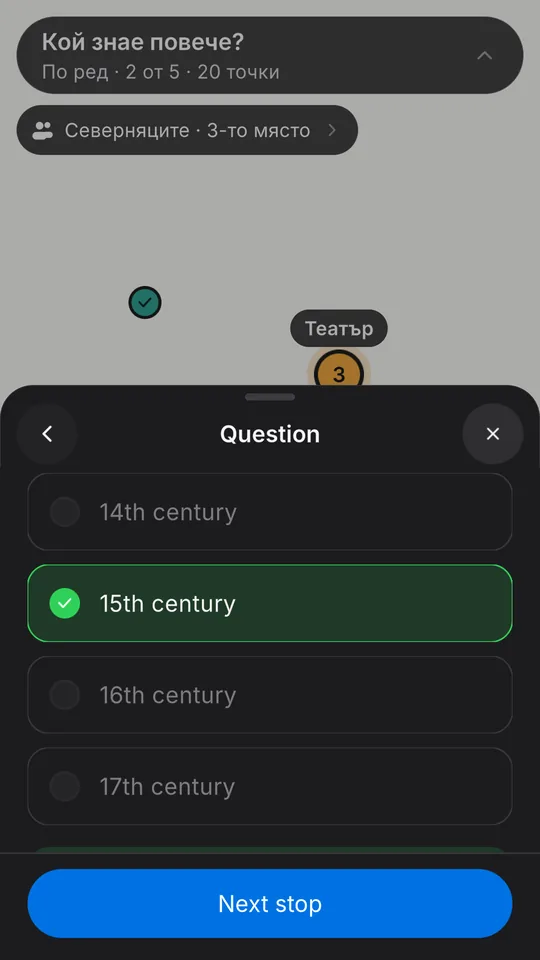 Кой знае повече?
По ред · 2 от 5 · 20 точки
Северняците · 3-то място
Театър
3
Question
14th century
15th century
16th century
17th century
Next stop